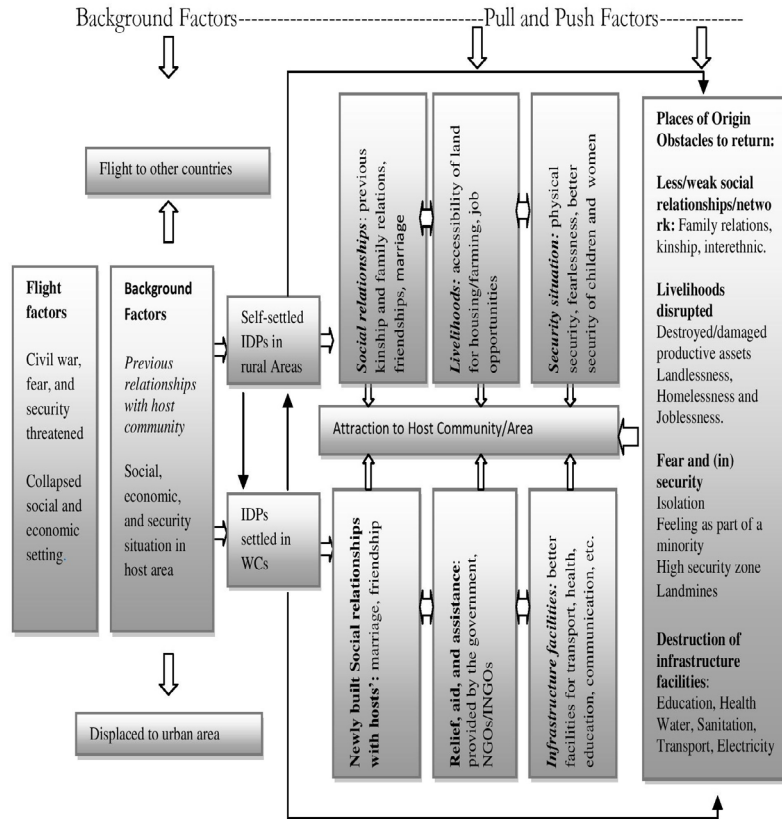 Background Factors--------------------------------Pull and Push Factors------------
Flight to other countries
Flight
factors
Civil war,
fear, and
security
threatened
Collapsed
social and
economic
setting.
Background
Factors
Previous
relationships
with host
community
Social,
economic,
and security
situation in
host area
Displaced to urban area
Self-settled
IDPs in
rural Areas
IDPs
settled in
WCs
Social relationships: previous
kinship and family relations,
friendships, marriage
Livelihoods: accessibility of land
for housing/farming, job
opportunities
Security situation: physical
security, fearlessness, better
security of children and women
Attraction to Host Community/Area
Newly built Social relationships
with hosts’: marriage, friendship
Relief, aid, and assistance:
provided by the government,
NGOs/INGOs
Infrastructure facilities: better
facilities for transport, health,
education, communication, etc.
Places of Origin
Obstacles to return:
Less/weak social
relationships/netwo
rk: Family relations,
kinship, interethnic.
Livelihoods
disrupted
Destroyed/damaged
productive assets
Landlessness,
Homelessness and
Joblessness.
Fear and (in)
security
Isolation
Feeling as part of a
minority
High security zone
Landmines
Destruction of
infrastructure
facilities:
Education, Health
Water, Sanitation,
Transport, Electricity